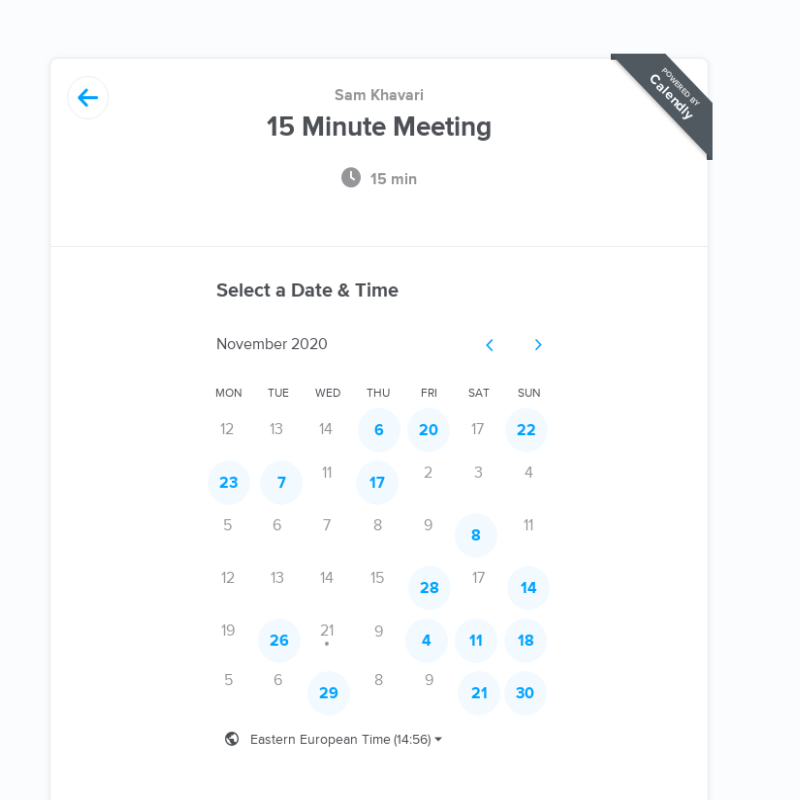 POWERED BY
Calendly
Sam Khavari
15 Minute Meeting
15 min
Select a Date & Time
November 2020
MON TUE WED THU FRI SAT SUN
12 13 14 6 20 17 22
23 7 11 17 2 3 4
5 6 7 8 9 8 11
12 13 14 15 28 17 14
19 26 21 9 4 11 18
5 6 29 8 9 21 30
Eastern European Time (14:56)